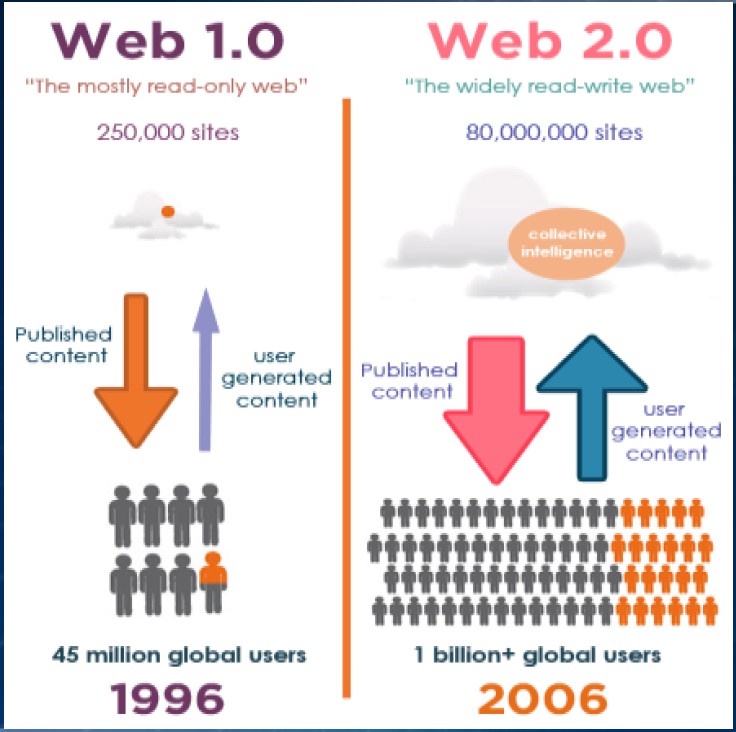 Web 1.0
“The mostly read-only web”
250,000 sites
Published
content
user
generated
content
45 million global users
1996
Web 2.0
“The widely read-write web”
80,000,000 sites
collective
intelligence
Published
content
user
generated
content
1 billion+ global users
2006